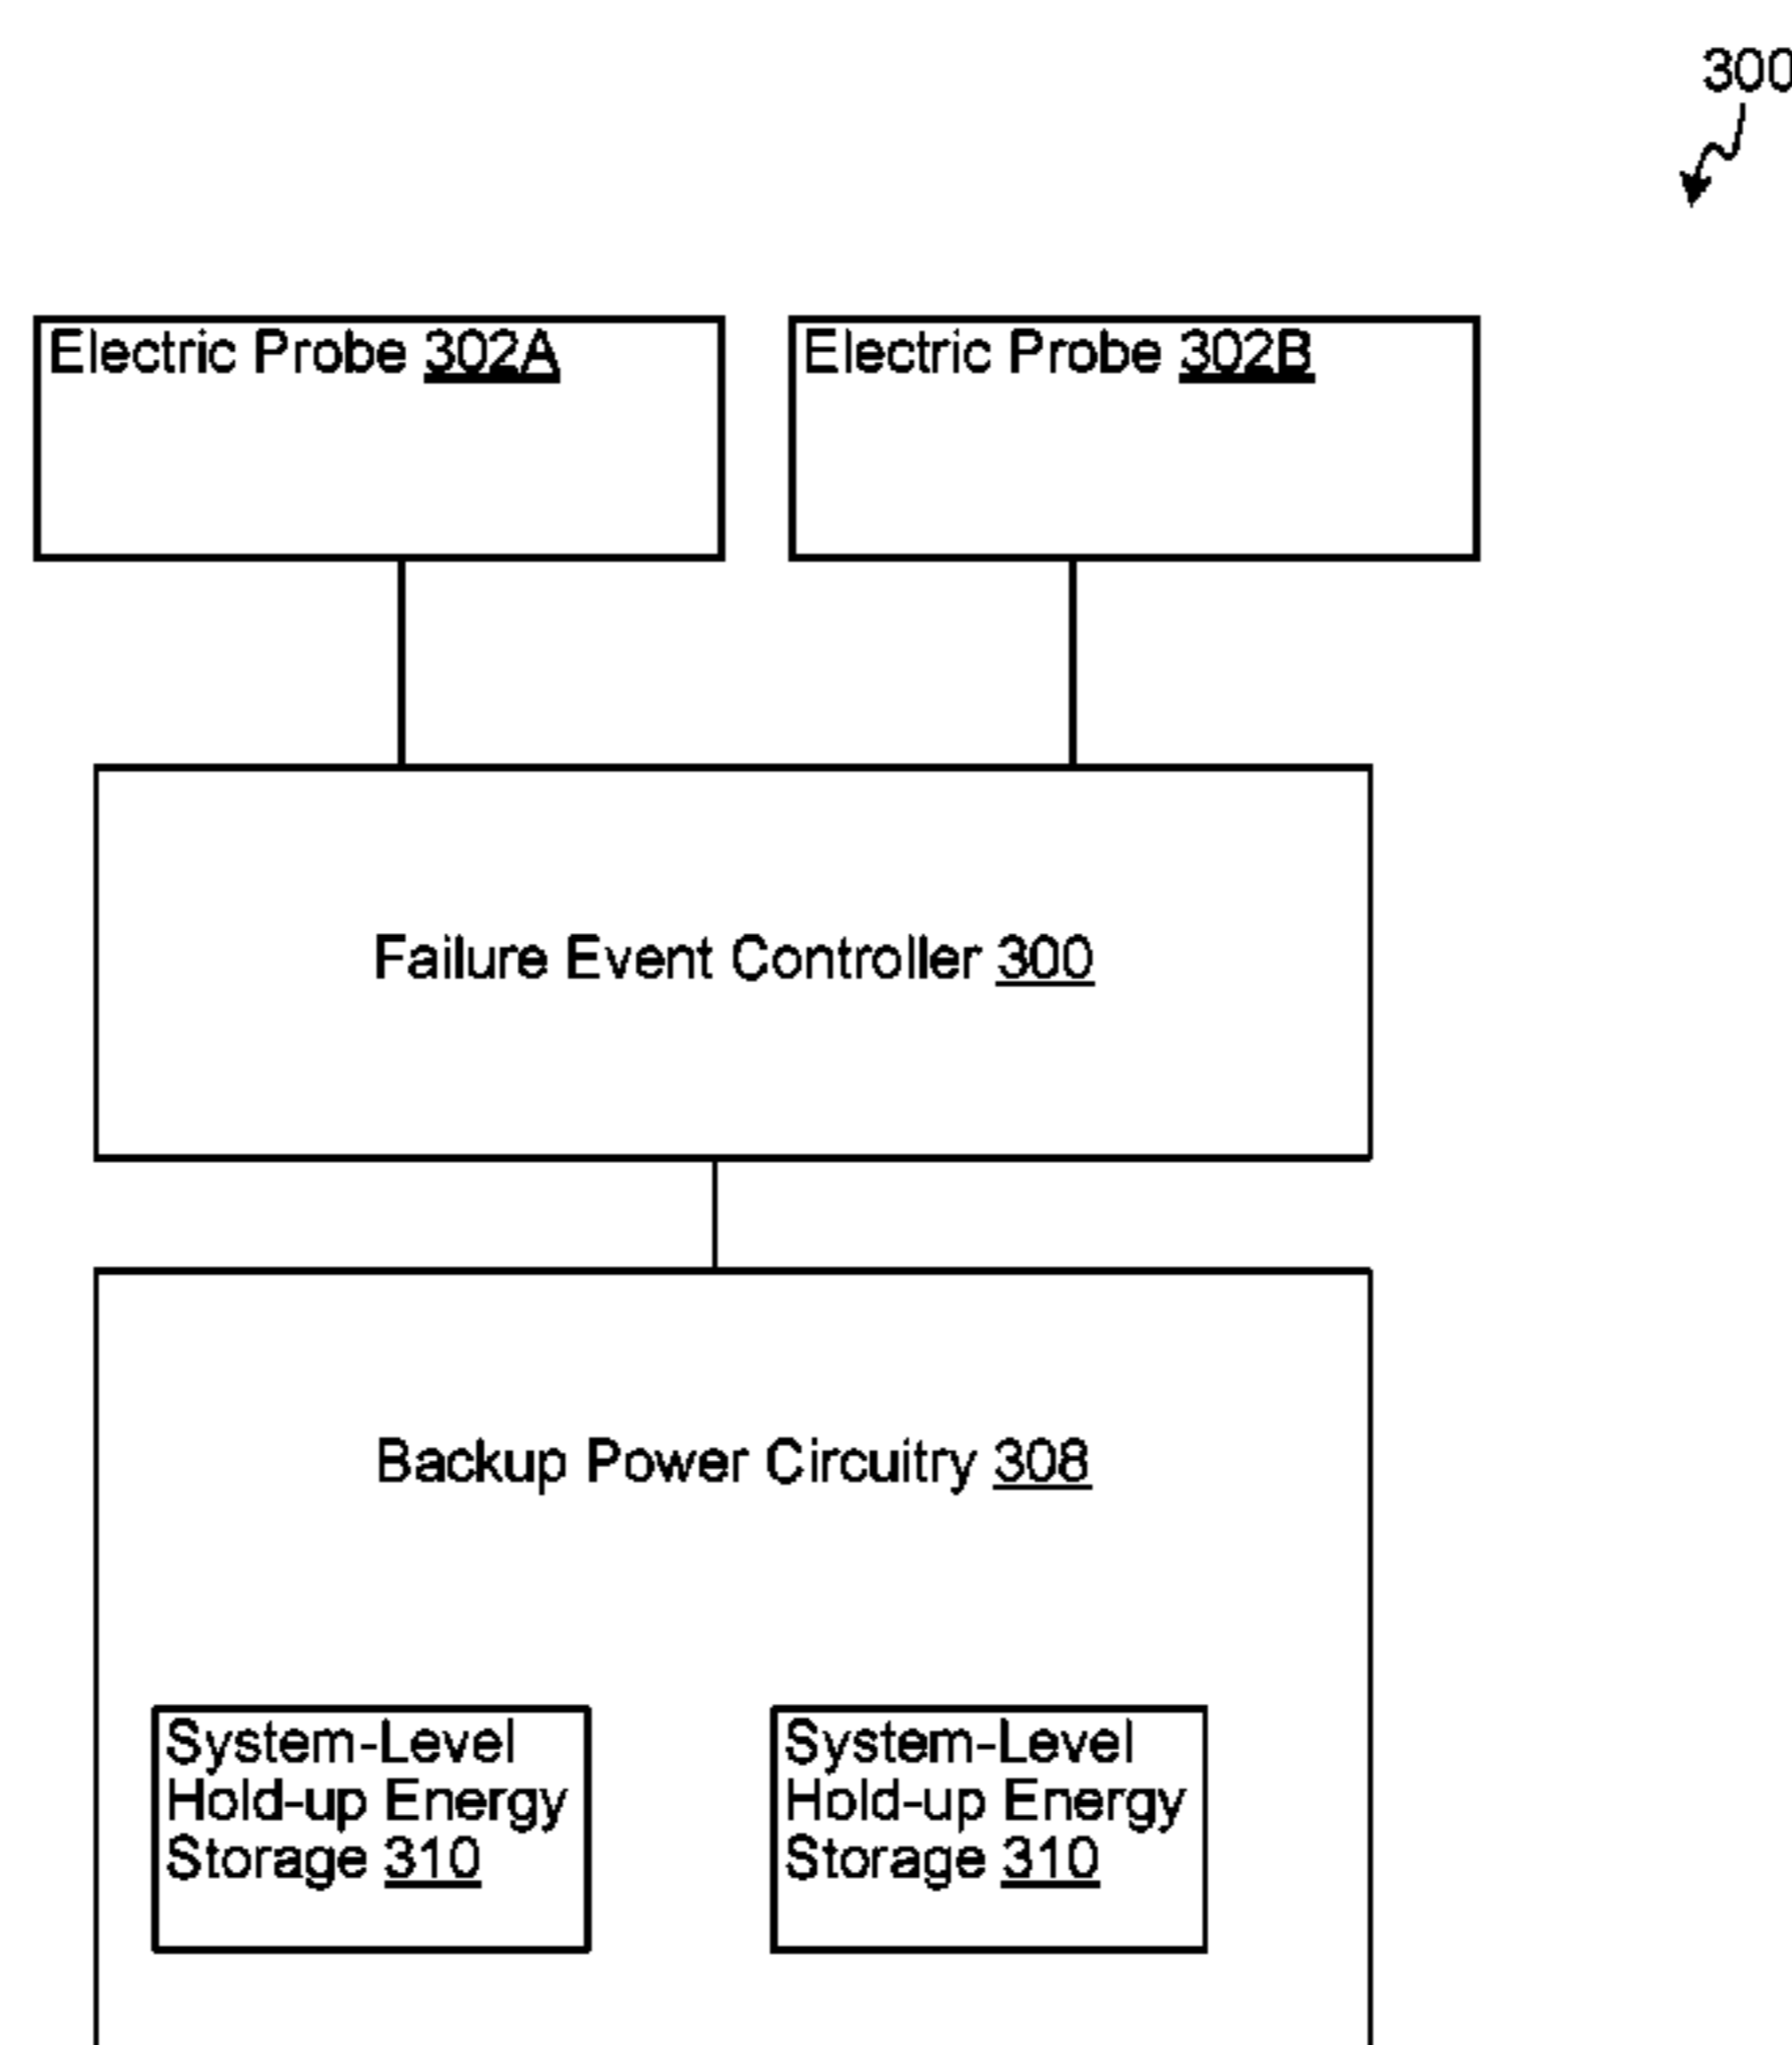 300
Electric Probe 302A
Electric Probe 302B
Failure Event Controller 300
Backup Power Circuitry 308
System-Level
Hold-up Energy
Storage 310
System-Level
Hold-up Energy
Storage 310